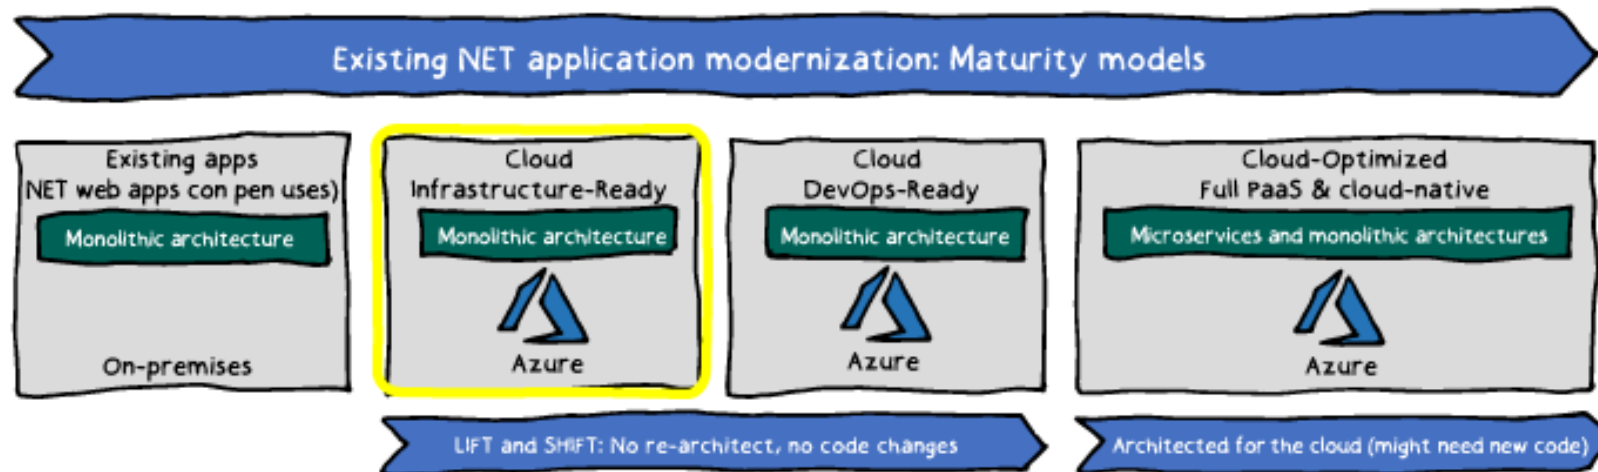 Existing NET application modernization: Maturity models
Existing apps
NET web apps con pen uses)
Monolithic architecture
On-premises
Cloud
Infrastructure-Ready
Monolithic architecture
Azure
Cloud
DevOps-Ready
Monolithic architecture
Azure
Cloud-Optimized
Full PaaS & cloud-native
Microservices and monolithic architectures
Azure
LIFT and SHIFT: No re-architect, no code changes
Architected for the cloud (might need new code)